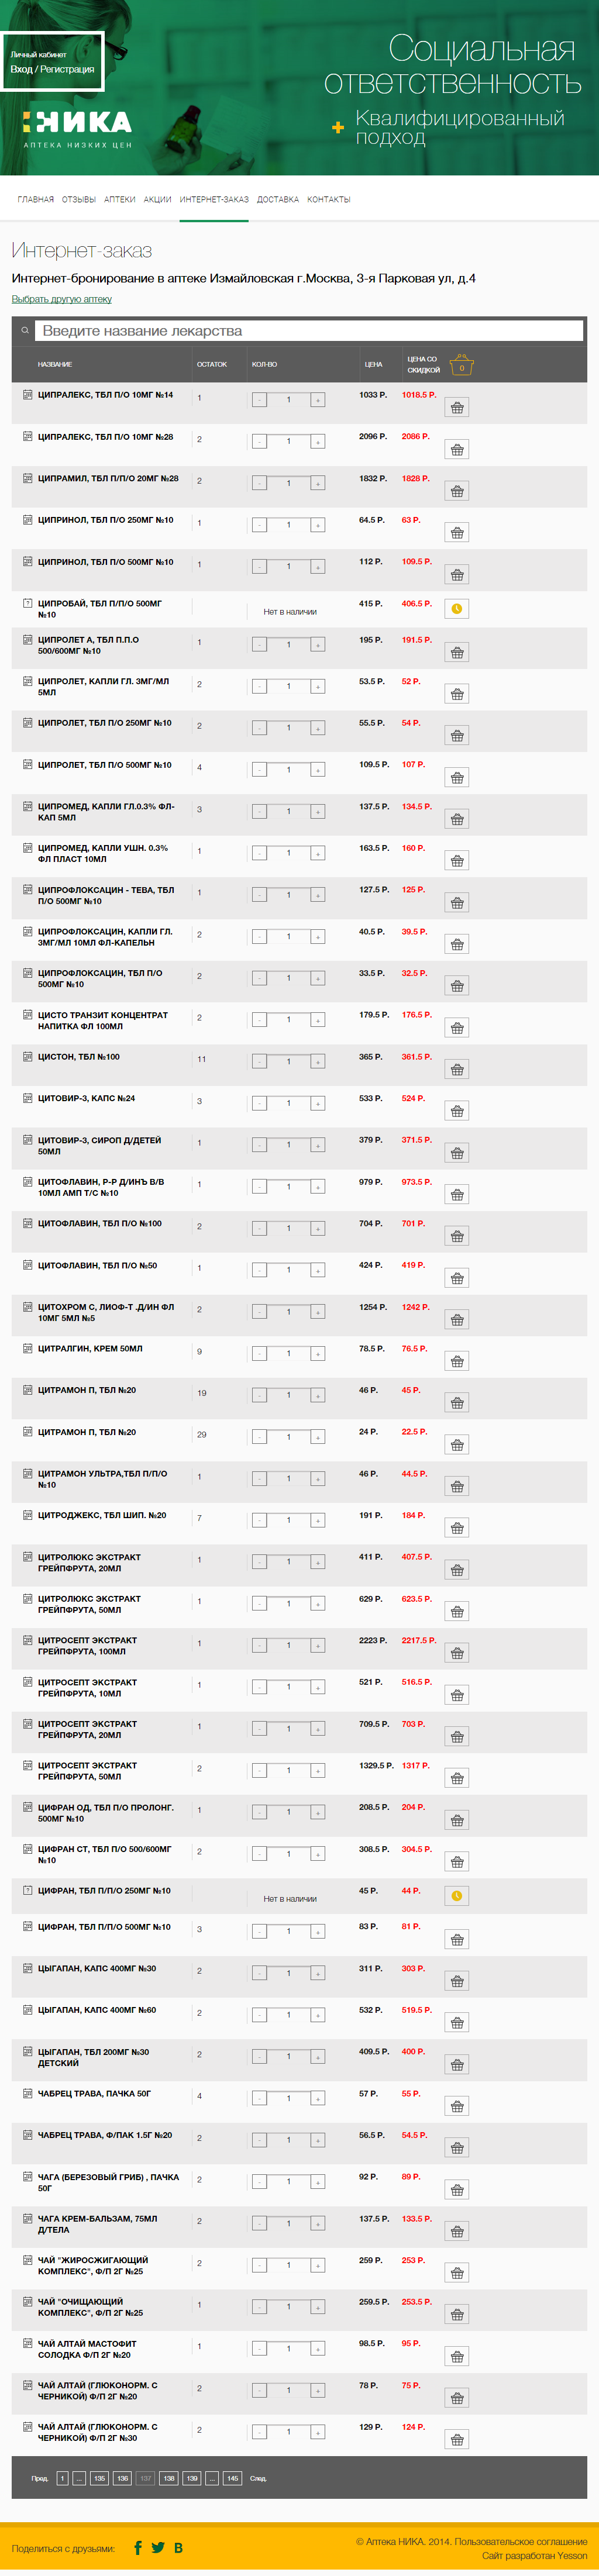 Личный кабинет
Вход / Регистрация
НИКА
АПТЕКА НИЗКИХ ЦЕН
Социальная
ответственность
Квалифицированный
подход
ГЛАВНАЯ ОТЗЫВЫ АПТЕКИ АКЦИИ ИНТЕРНЕТ-ЗАКАЗ ДОСТАВКА КОНТАКТЫ
Интернет-заказ
Интернет-бронирование в аптеке Измайловская г.Москва, 3-я Парковая ул, д.4
Выбрать другую аптеку
Введите название лекарства
НАЗВАНИЕ ОСТАТОК КОЛ-ВО ЦЕНА ЦЕНА СО
СКИДКОЙ 0
ЦИПРАЛЕКС, ТБЛ П/О 10МГ №14 1 - 1 + 1033 Р. 1018.5 Р.
ЦИПРАЛЕКС, ТБЛ П/О 10МГ №28 2 - 1 + 2096 Р. 2086 Р.
ЦИПРАМИЛ, ТБЛ П/П/О 20МГ №28 2 - 1 + 1832 Р. 1828 Р.
ЦИПРИНОЛ, ТБЛ П/О 250МГ №10 1 - 1 + 64.5 Р. 63 Р.
ЦИПРИНОЛ, ТБЛ П/О 500МГ №10 1 - 1 + 112 Р. 109.5 Р.
ЦИПРОБАЙ, ТБЛ П/П/О 500МГ
№10 Нет в наличии 415 Р. 406.5 Р.
ЦИПРОЛЕТ А, ТБЛ П.П.О
500/600МГ №10 1 - 1 + 195 Р. 191.5 Р.
ЦИПРОЛЕТ, КАПЛИ ГЛ. 3МГ/МЛ
5МЛ 2 - 1 + 53.5 Р. 52 Р.
ЦИПРОЛЕТ, ТБЛ П/О 250МГ №10 2 - 1 + 55.5 Р. 54 Р.
ЦИПРОЛЕТ, ТБЛ П/О 500МГ №10 4 - 1 + 109.5 Р. 107 Р.
ЦИПРОМЕД, КАПЛИ ГЛ.0.3% ФЛ-
КАП 5МЛ 3 - 1 + 137.5 Р. 134.5 Р.
ЦИПРОМЕД, КАПЛИ УШН. 0.3%
ФЛ ПЛАСТ 10МЛ 1 - 1 + 163.5 Р. 160 Р.
ЦИПРОФЛОКСАЦИН - ТЕВА, ТБЛ
П/О 500МГ №10 1 - 1 + 127.5 Р. 125 Р.
ЦИПРОФЛОКСАЦИН, КАПЛИ ГЛ.
3МГ/МЛ 10МЛ ФЛ-КАПЕЛЬН 2 - 1 + 40.5 Р. 39.5 Р.
ЦИПРОФЛОКСАЦИН, ТБЛ П/О
500МГ №10 2 - 1 + 33.5 Р. 32.5 Р.
ЦИСТО ТРАНЗИТ КОНЦЕНТРАТ
НАПИТКА ФЛ 100МЛ 2 - 1 + 179.5 Р. 176.5 Р.
ЦИСТОН, ТБЛ №100 11 - 1 + 365 Р. 361.5 Р.
ЦИТОВИР-3, КАПС №24 3 - 1 + 533 Р. 524 Р.
ЦИТОВИР-3, СИРОП Д/ДЕТЕЙ
50МЛ 1 - 1 + 379 Р. 371.5 Р.
ЦИТОФЛАВИН, Р-Р Д/ИНЪ В/В
10МЛ АМП Т/С №10 1 - 1 + 979 Р. 973.5 Р.
ЦИТОФЛАВИН, ТБЛ П/О №100 2 - 1 + 704 Р. 701 Р.
ЦИТОФЛАВИН, ТБЛ П/О №50 1 - 1 + 424 Р. 419 Р.
ЦИТОХРОМ С, ЛИОФ-Т .Д/ИН ФЛ
10МГ 5МЛ №5 2 - 1 + 1254 Р. 1242 Р.
ЦИТРАЛГИН, КРЕМ 50МЛ 9 - 1 + 78.5 Р. 76.5 Р.
ЦИТРАМОН П, ТБЛ №20 19 - 1 + 46 Р. 45 Р.
ЦИТРАМОН П, ТБЛ №20 29 - 1 + 24 Р. 22.5 Р.
ЦИТРАМОН УЛЬТРА,ТБЛ П/П/О
№10 1 - 1 + 46 Р. 44.5 Р.
ЦИТРОДЖЕКС, ТБЛ ШИП. №20 7 - 1 + 191 Р. 184 Р.
ЦИТРОЛЮКС ЭКСТРАКТ
ГРЕЙПФРУТА, 20МЛ 1 - 1 + 411 Р. 407.5 Р.
ЦИТРОЛЮКС ЭКСТРАКТ
ГРЕЙПФРУТА, 50МЛ 1 - 1 + 629 Р. 623.5 Р.
ЦИТРОСЕПТ ЭКСТРАКТ
ГРЕЙПФРУТА, 100МЛ 1 - 1 + 2223 Р. 2217.5 Р.
ЦИТРОСЕПТ ЭКСТРАКТ
ГРЕЙПФРУТА, 10МЛ 1 - 1 + 521 Р. 516.5 Р.
ЦИТРОСЕПТ ЭКСТРАКТ
ГРЕЙПФРУТА, 20МЛ 1 - 1 + 709.5 Р. 703 Р.
ЦИТРОСЕПТ ЭКСТРАКТ
ГРЕЙПФРУТА, 50МЛ 2 - 1 + 1329.5 Р. 1317 Р.
ЦИФРАН ОД, ТБЛ П/О ПРОЛОНГ.
500МГ №10 1 - 1 + 208.5 Р. 204 Р.
ЦИФРАН СТ, ТБЛ П/О 500/600МГ
№10 2 - 1 + 308.5 Р. 304.5 Р.
ЦИФРАН, ТБЛ П/П/О 250МГ №10 Нет в наличии 45 Р. 44 Р.
ЦИФРАН, ТБЛ П/П/О 500МГ №10 3 - 1 + 83 Р. 81 Р.
ЦЫГАПАН, КАПС 400МГ №30 2 - 1 + 311 Р. 303 Р.
ЦЫГАПАН, КАПС 400МГ №60 2 - 1 + 532 Р. 519.5 Р.
ЦЫГАПАН, ТБЛ 200МГ №30
ДЕТСКИЙ 2 - 1 + 409.5 Р. 400 Р.
ЧАБРЕЦ ТРАВА, ПАЧКА 50Г 4 - 1 + 57 Р. 55 Р.
ЧАБРЕЦ ТРАВА, Ф/ПАК 1.5Г №20 2 - 1 + 56.5 Р. 54.5 Р.
ЧАГА (БЕРЕЗОВЫЙ ГРИБ) , ПАЧКА
50Г 2 - 1 + 92 Р. 89 Р.
ЧАГА КРЕМ-БАЛЬЗАМ, 75МЛ
Д/ТЕЛА 2 - 1 + 137.5 Р. 133.5 Р.
ЧАЙ "ЖИРОСЖИГАЮЩИЙ
КОМПЛЕКС", Ф/П 2Г №25 2 - 1 + 259 Р. 253 Р.
ЧАЙ "ОЧИЩАЮЩИЙ
КОМПЛЕКС", Ф/П 2Г №25 1 - 1 + 259.5 Р. 253.5 Р.
ЧАЙ АЛТАЙ МАСТОФИТ
СОЛОДКА Ф/П 2Г №20 1 - 1 + 98.5 Р. 95 Р.
ЧАЙ АЛТАЙ (ГЛЮКОНОРМ. С
ЧЕРНИКОЙ) Ф/П 2Г №20 2 - 1 + 78 Р. 75 Р.
ЧАЙ АЛТАЙ (ГЛЮКОНОРМ. С
ЧЕРНИКОЙ) Ф/П 2Г №30 2 - 1 + 129 Р. 124 Р.
Пред. 1 ... 135 136 137 138 139 ... 145 След.
Поделиться с друзьями:
© Аптека НИКА. 2014. Пользовательское соглашение
Сайт разработан Yesson